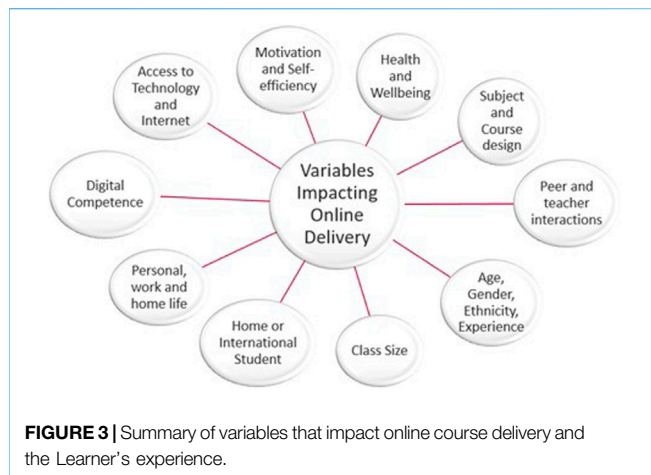 Motivation
and Self-
efficiency
Health
and
Wellbeing
Access to
Technology
and
Internet
Subject
and
Course
design
Variables
Impacting
Online
Delivery
Digital
Competence
Peer and
teacher
interactions
Personal,
work and
home life
Age,
Gender,
Ethnicity,
Experience
Home or
International
Student
Class Size
FIGURE 3 | Summary of variables that impact online course delivery and
the Learner's experience.